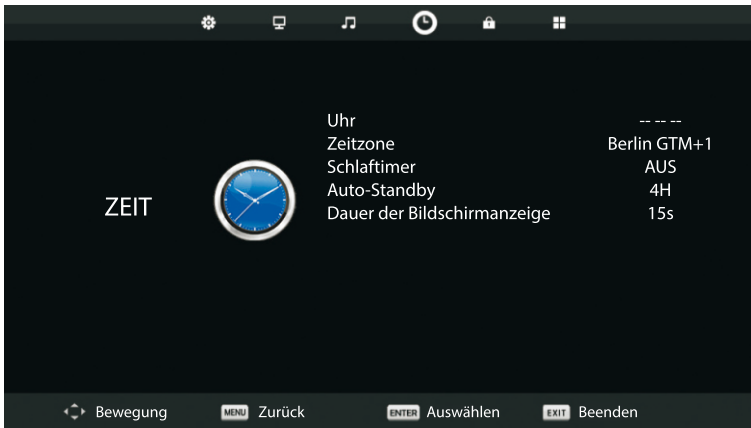 Uhr -- -- --
Zeitzone Berlin GTM+1
Schlaftimer AUS
Auto-Standby 4H
Dauer der Bildschirmanzeige 15s
ZEIT
Bewegung MENU Zurück ENTER Auswählen EXIT Beenden